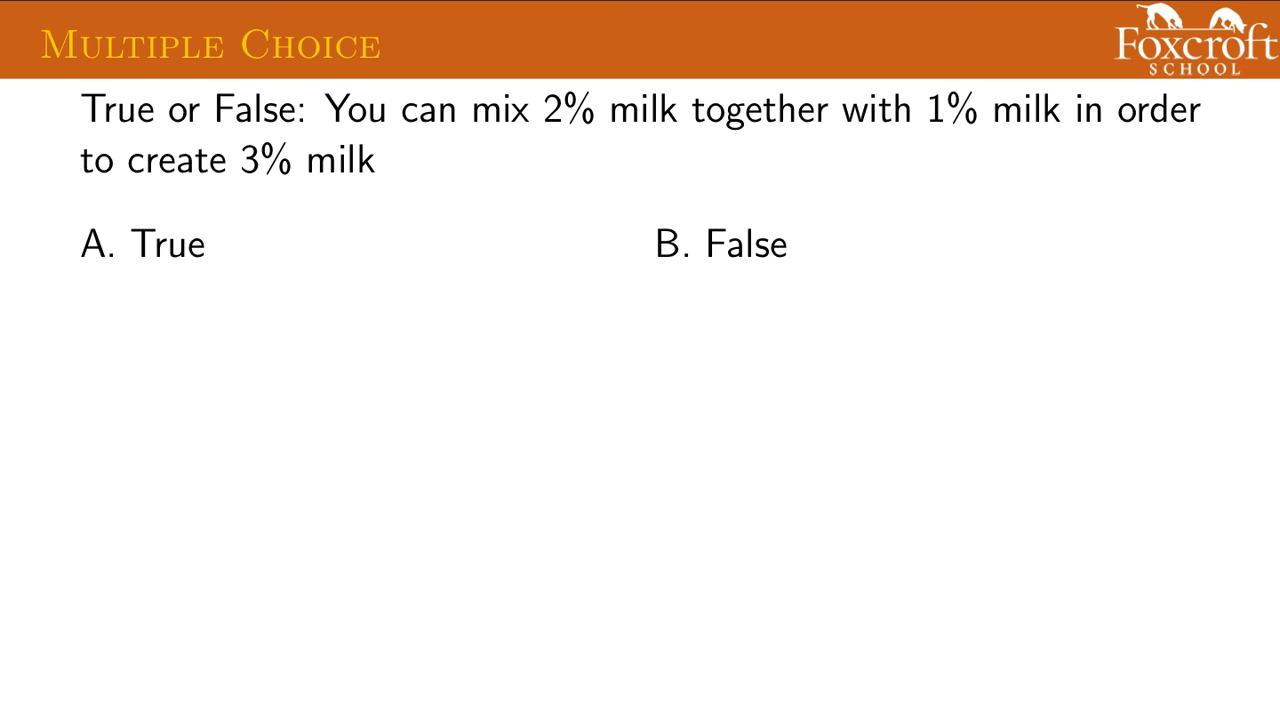 Multiple Choice
Foxcroft
SCHOOL
True or False: You can mix 2% milk together with 1% milk in order
to create 3% milk
A. True
B. False